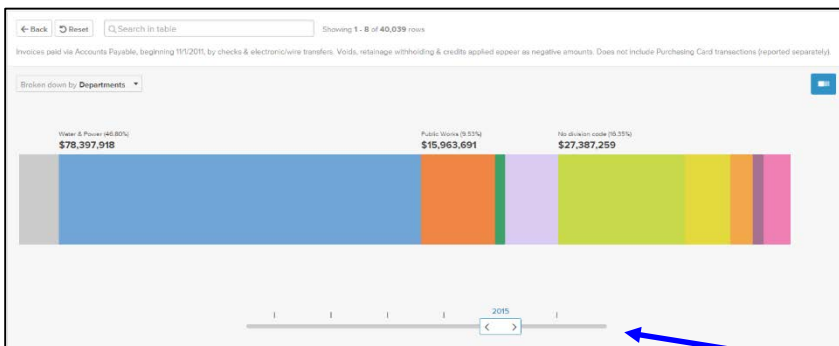 Back Reset Search in table Showing 1 - 8 of 40,039 rows
Invoices paid via Accounts Payable, beginning 11/1/2011, by checks & electronic/wire transfers. Voids, retainage withholding & credits applied appear as negative amounts. Does not include Purchasing Card transactions (reported separately).
Broken down by Departments
Water & Power (46.80%) Public Works (9.53%) No division code (16.35%)
$78,397,918 $15,963,691 $27,387,259
2015